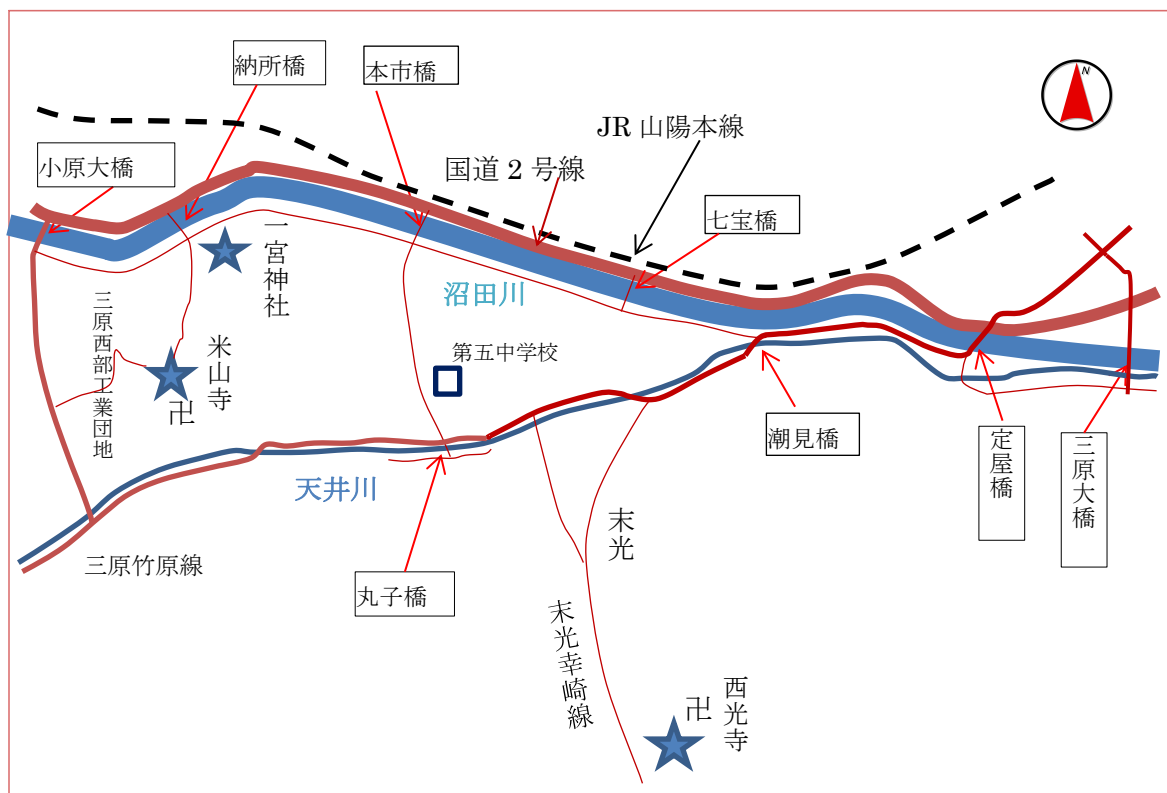 納所橋
本市橋
N
JR 山陽本線
小原大橋
国道 2 号線
七宝橋
一宮神社
沼田川
三原西部工業団地
米山寺
卍
第五中学校
潮見橋
定屋橋
三原大橋
天井川
末光
三原竹原線
丸子橋
末光幸崎線
西光寺
卍